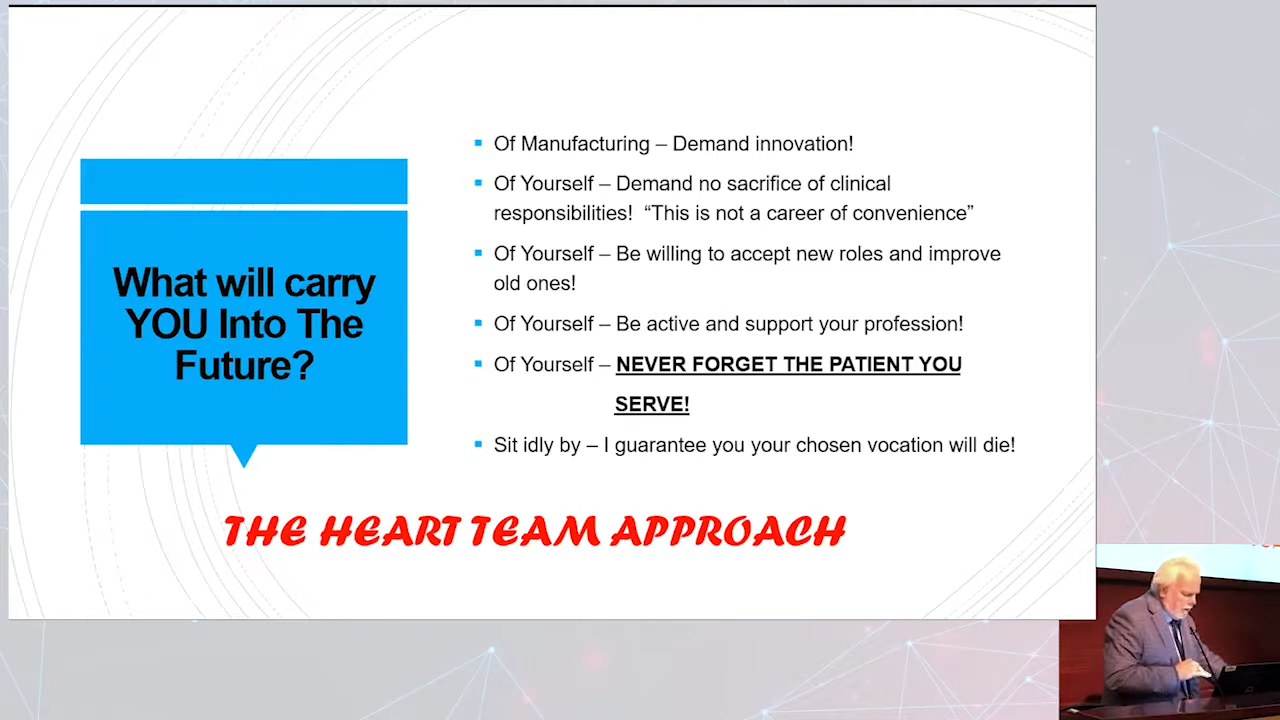 What will carry
YOU Into The
Future?
▪ Of Manufacturing – Demand innovation!
▪ Of Yourself – Demand no sacrifice of clinical
responsibilities!  “This is not a career of convenience”
▪ Of Yourself – Be willing to accept new roles and improve
old ones!
▪ Of Yourself – Be active and support your profession!
▪ Of Yourself – NEVER FORGET THE PATIENT YOU
SERVE!
▪ Sit idly by – I guarantee you your chosen vocation will die!
THE HEART TEAM APPROACH